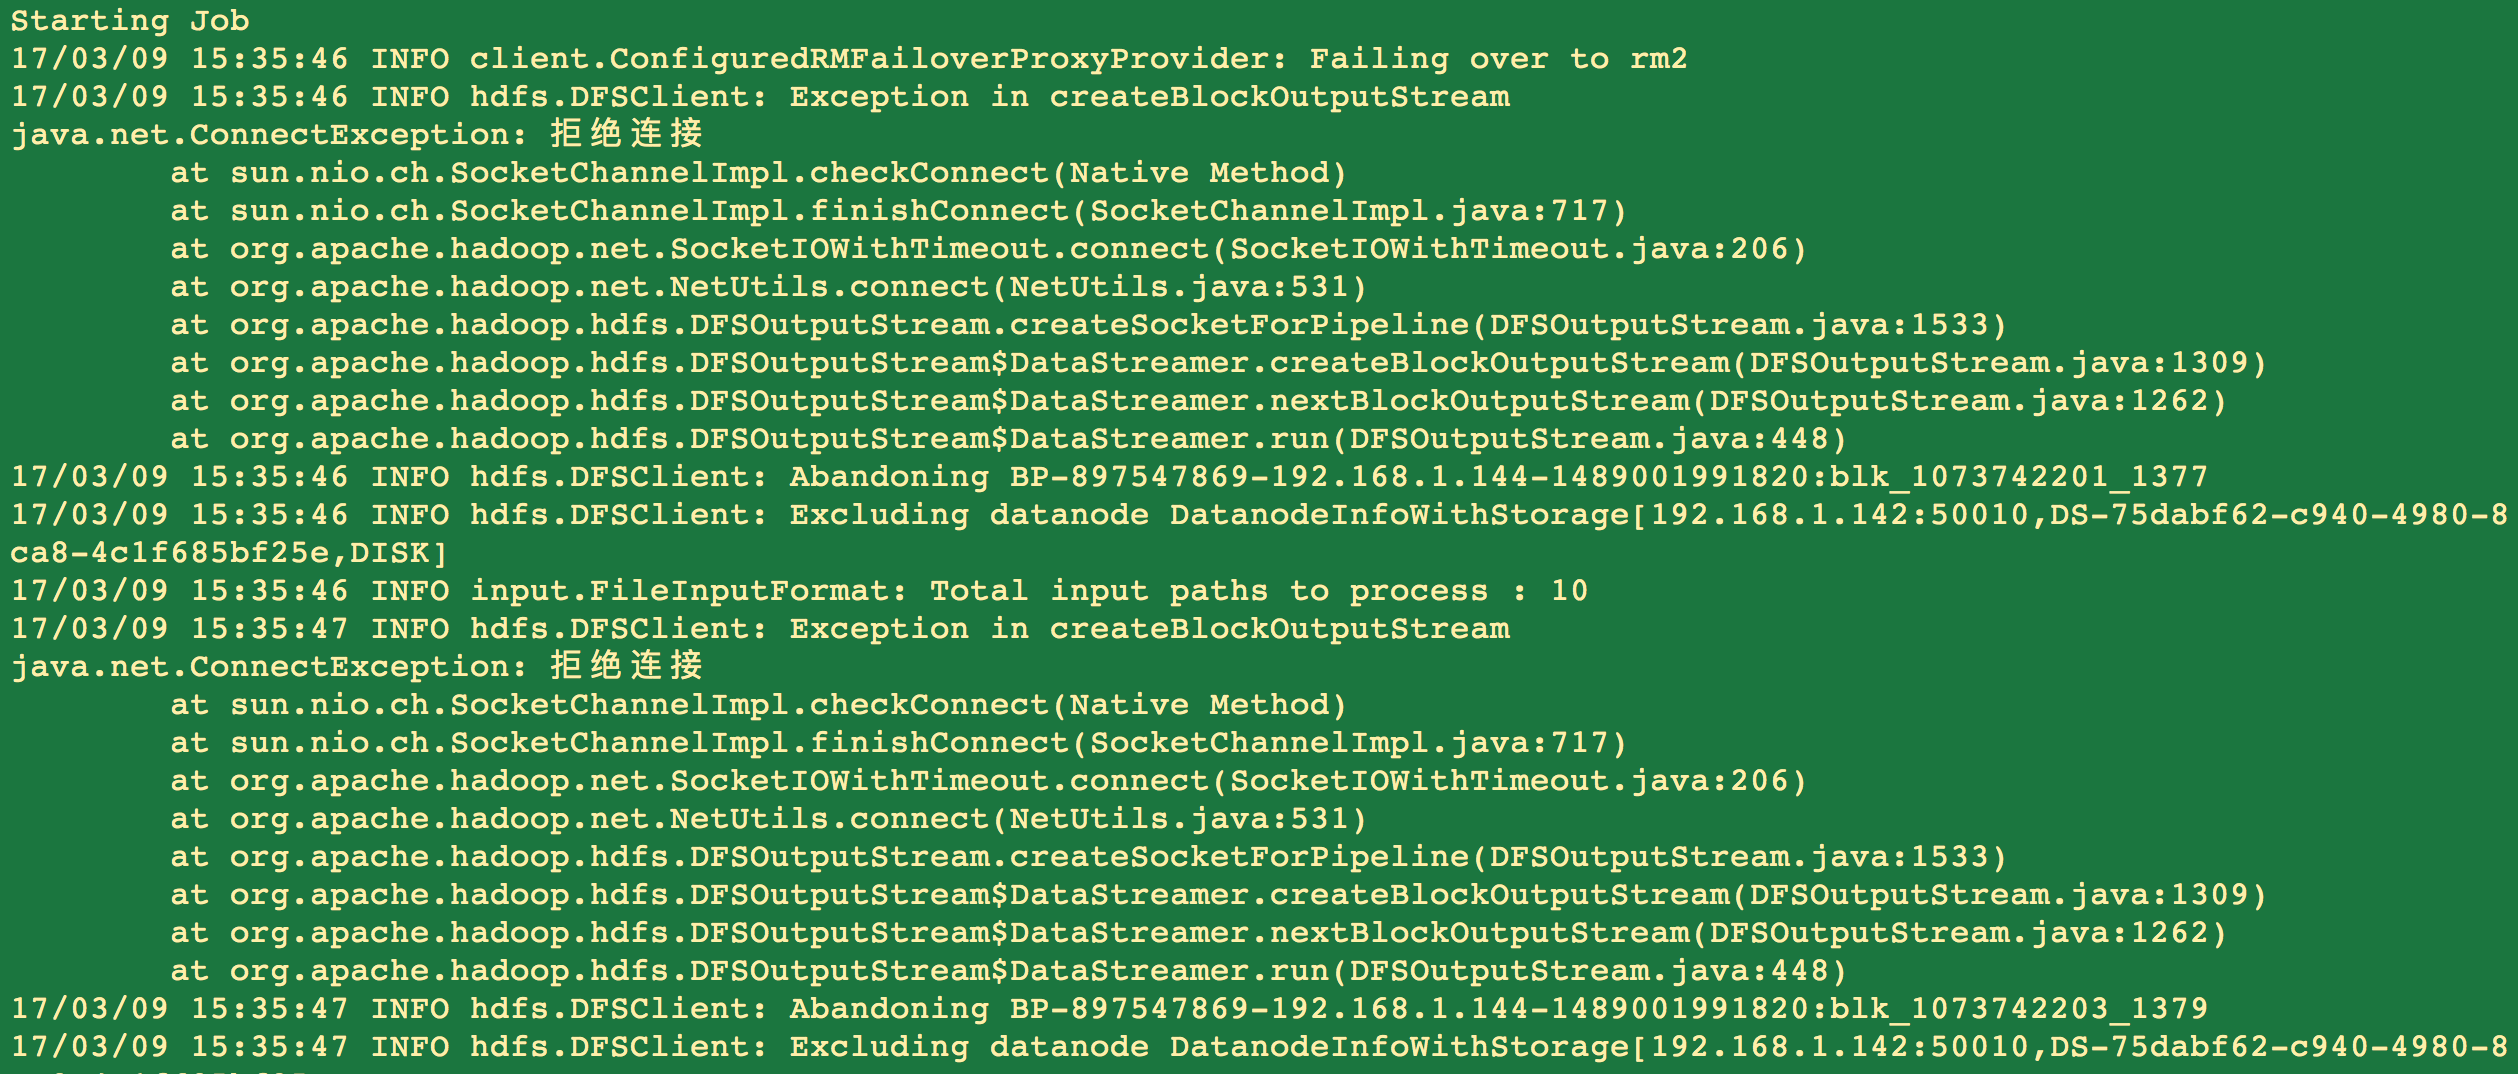 Starting Job
17/03/09 15:35:46 INFO client.ConfiguredRMFailoverProxyProvider: Failing over to rm2
17/03/09 15:35:46 INFO hdfs.DFSClient: Exception in createBlockOutputStream
java.net.ConnectException: 拒绝连接
        at sun.nio.ch.SocketChannelImpl.checkConnect(Native Method)
        at sun.nio.ch.SocketChannelImpl.finishConnect(SocketChannelImpl.java:717)
        at org.apache.hadoop.net.SocketIOWithTimeout.connect(SocketIOWithTimeout.java:206)
        at org.apache.hadoop.net.NetUtils.connect(NetUtils.java:531)
        at org.apache.hadoop.hdfs.DFSOutputStream.createSocketForPipeline(DFSOutputStream.java:1533)
        at org.apache.hadoop.hdfs.DFSOutputStream$DataStreamer.createBlockOutputStream(DFSOutputStream.java:1309)
        at org.apache.hadoop.hdfs.DFSOutputStream$DataStreamer.nextBlockOutputStream(DFSOutputStream.java:1262)
        at org.apache.hadoop.hdfs.DFSOutputStream$DataStreamer.run(DFSOutputStream.java:448)
17/03/09 15:35:46 INFO hdfs.DFSClient: Abandoning BP-897547869-192.168.1.144-1489001991820:blk_1073742201_1377
17/03/09 15:35:46 INFO hdfs.DFSClient: Excluding datanode DatanodeInfoWithStorage[192.168.1.142:50010,DS-75dabf62-c940-4980-8
ca8-4c1f685bf25e,DISK]
17/03/09 15:35:46 INFO input.FileInputFormat: Total input paths to process : 10
17/03/09 15:35:47 INFO hdfs.DFSClient: Exception in createBlockOutputStream
java.net.ConnectException: 拒绝连接
        at sun.nio.ch.SocketChannelImpl.checkConnect(Native Method)
        at sun.nio.ch.SocketChannelImpl.finishConnect(SocketChannelImpl.java:717)
        at org.apache.hadoop.net.SocketIOWithTimeout.connect(SocketIOWithTimeout.java:206)
        at org.apache.hadoop.net.NetUtils.connect(NetUtils.java:531)
        at org.apache.hadoop.hdfs.DFSOutputStream.createSocketForPipeline(DFSOutputStream.java:1533)
        at org.apache.hadoop.hdfs.DFSOutputStream$DataStreamer.createBlockOutputStream(DFSOutputStream.java:1309)
        at org.apache.hadoop.hdfs.DFSOutputStream$DataStreamer.nextBlockOutputStream(DFSOutputStream.java:1262)
        at org.apache.hadoop.hdfs.DFSOutputStream$DataStreamer.run(DFSOutputStream.java:448)
17/03/09 15:35:47 INFO hdfs.DFSClient: Abandoning BP-897547869-192.168.1.144-1489001991820:blk_1073742203_1379
17/03/09 15:35:47 INFO hdfs.DFSClient: Excluding datanode DatanodeInfoWithStorage[192.168.1.142:50010,DS-75dabf62-c940-4980-8